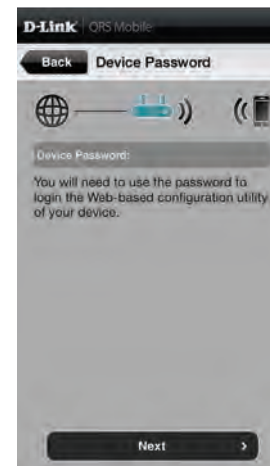 D-Link QRS Mobile
Back Device Password
Device Password:
You will need to use the password to
login the Web-based configuration utility
of your device.
Next